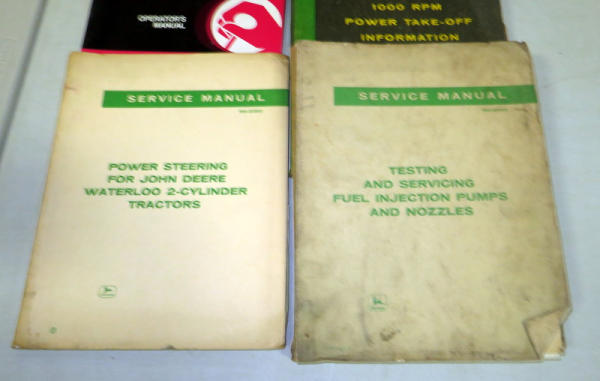 OPERATOR'S
MANUAL
1000 RPM
POWER TAKE-OFF
INFORMATION
SERVICE MANUAL
POWER STEERING
FOR JOHN DEERE
WATERLOO 2-CYLINDER
TRACTORS
SERVICE MANUAL
TESTING
AND SERVICING
FUEL INJECTION PUMPS
AND NOZZLES